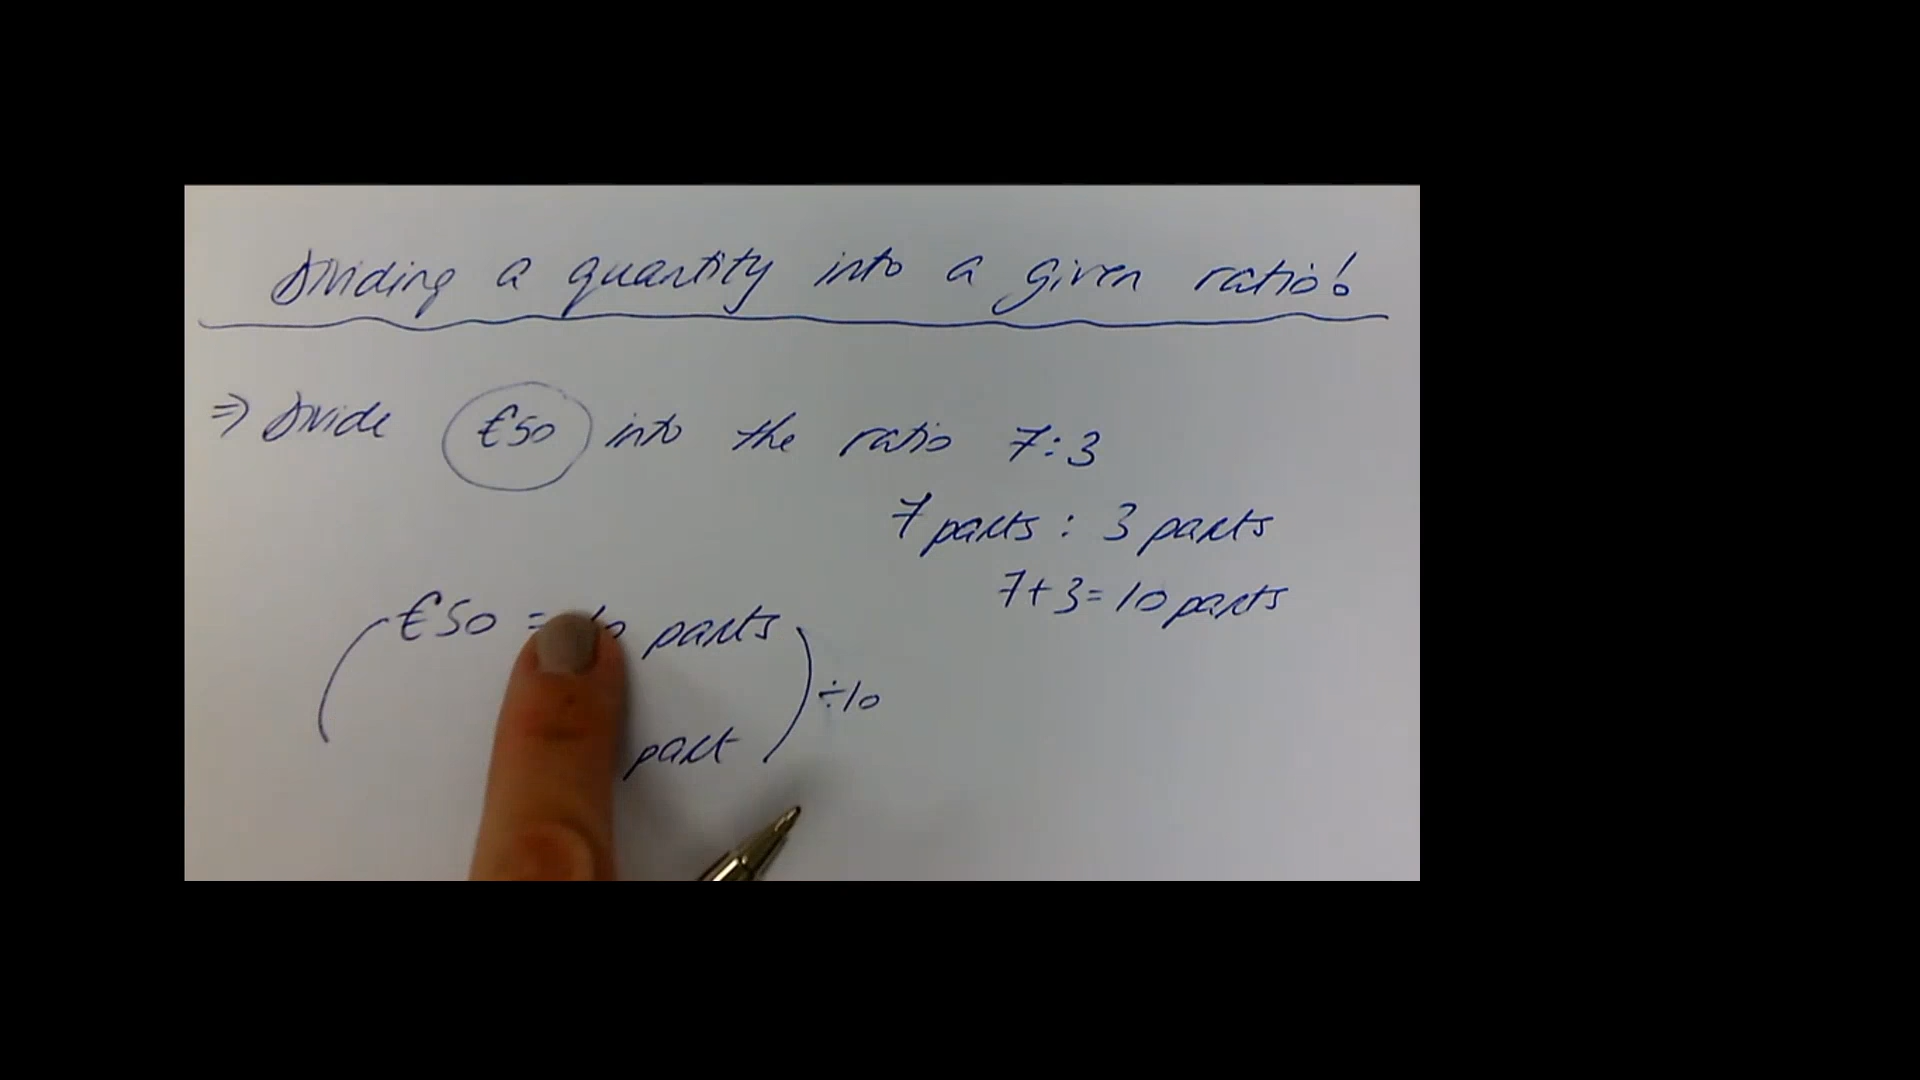 Dividing a quantity into a given ratio!
⇒ Divide €50 into the ratio 7:3
7 parts : 3 parts
7+3=10 parts
€50 = 10 parts
÷10
part